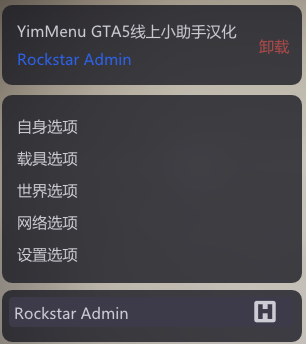 YimMenu GTA5线上小助手汉化
Rockstar Admin
卸载
自身选项
载具选项
世界选项
网络选项
设置选项
Rockstar Admin
H